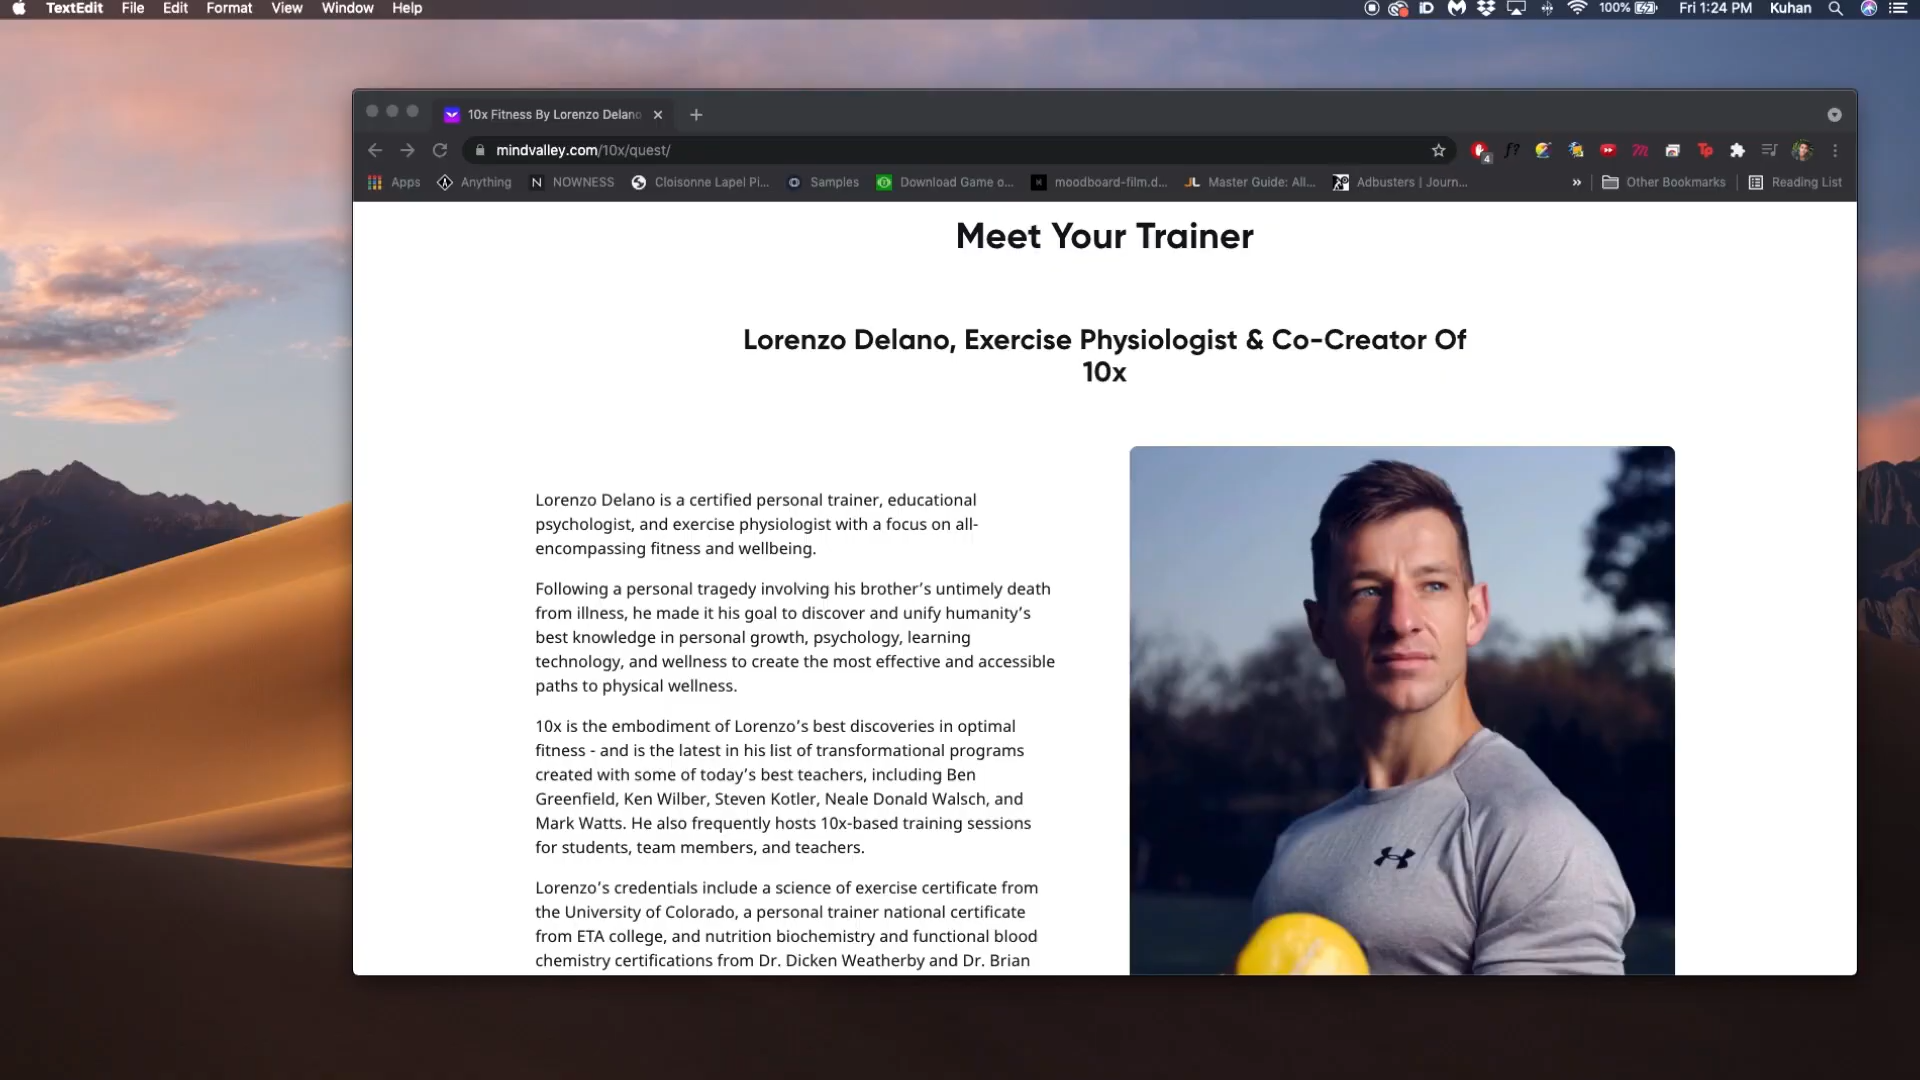 TextEdit File Edit Format View Window Help
iD 100% Fri 1:24 PM Kuhan
10x Fitness By Lorenzo Delano
mindvalley.com/10x/quest/
4 f?
Apps Anything N NOWNESS Cloisonne Lapel Pi... Samples Download Game o... moodboard-film.d... JL Master Guide: All... Adbusters | Journ... » Other Bookmarks Reading List
Meet Your Trainer
Lorenzo Delano, Exercise Physiologist & Co-Creator Of
10x
Lorenzo Delano is a certified personal trainer, educational
psychologist, and exercise physiologist with a focus on all-
encompassing fitness and wellbeing.
Following a personal tragedy involving his brother’s untimely death
from illness, he made it his goal to discover and unify humanity’s
best knowledge in personal growth, psychology, learning
technology, and wellness to create the most effective and accessible
paths to physical wellness.
10x is the embodiment of Lorenzo’s best discoveries in optimal
fitness - and is the latest in his list of transformational programs
created with some of today’s best teachers, including Ben
Greenfield, Ken Wilber, Steven Kotler, Neale Donald Walsch, and
Mark Watts. He also frequently hosts 10x-based training sessions
for students, team members, and teachers.
Lorenzo’s credentials include a science of exercise certificate from
the University of Colorado, a personal trainer national certificate
from ETA college, and nutrition biochemistry and functional blood
chemistry certifications from Dr. Dicken Weatherby and Dr. Brian